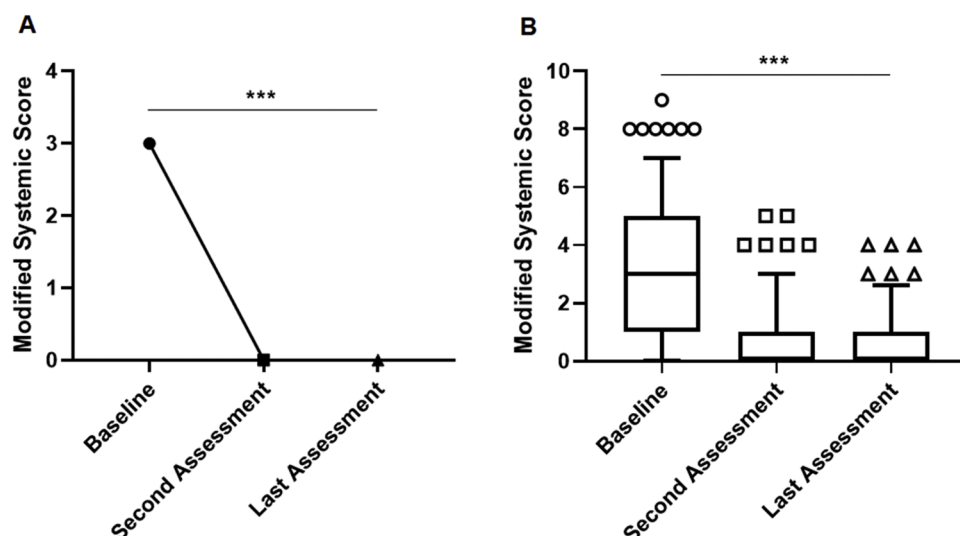 A
Modified Systemic Score
4
3
2
1
0
***
Baseline
Second Assessment
Last Assessment
B
Modified Systemic Score
10
8
6
4
2
0
***
Baseline
Second Assessment
Last Assessment